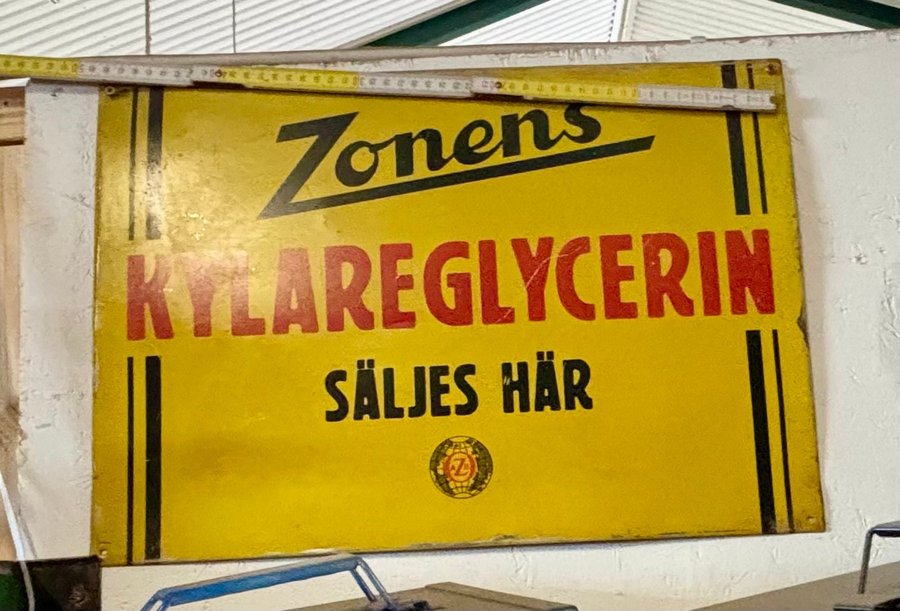 Zonens
KYLAREGLYCERIN
SÄLJES HÄR